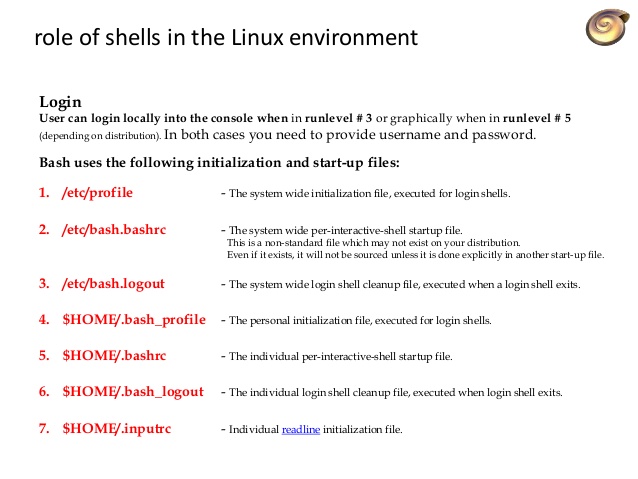 role of shells in the Linux environment
Login
User can login locally into the console when in runlevel # 3 or graphically when in runlevel # 5
(depending on distribution). In both cases you need to provide username and password.
Bash uses the following initialization and start-up files:
1. /etc/profile - The system wide initialization file, executed for login shells.
2. /etc/bash.bashrc - The system wide per-interactive-shell startup file.
This is a non-standard file which may not exist on your distribution.
Even if it exists, it will not be sourced unless it is done explicitly in another start-up file.
3. /etc/bash.logout - The system wide login shell cleanup file, executed when a login shell exits.
4. $HOME/.bash_profile - The personal initialization file, executed for login shells.
5. $HOME/.bashrc - The individual per-interactive-shell startup file.
6. $HOME/.bash_logout - The individual login shell cleanup file, executed when login shell exits.
7. $HOME/.inputrc - Individual readline initialization file.